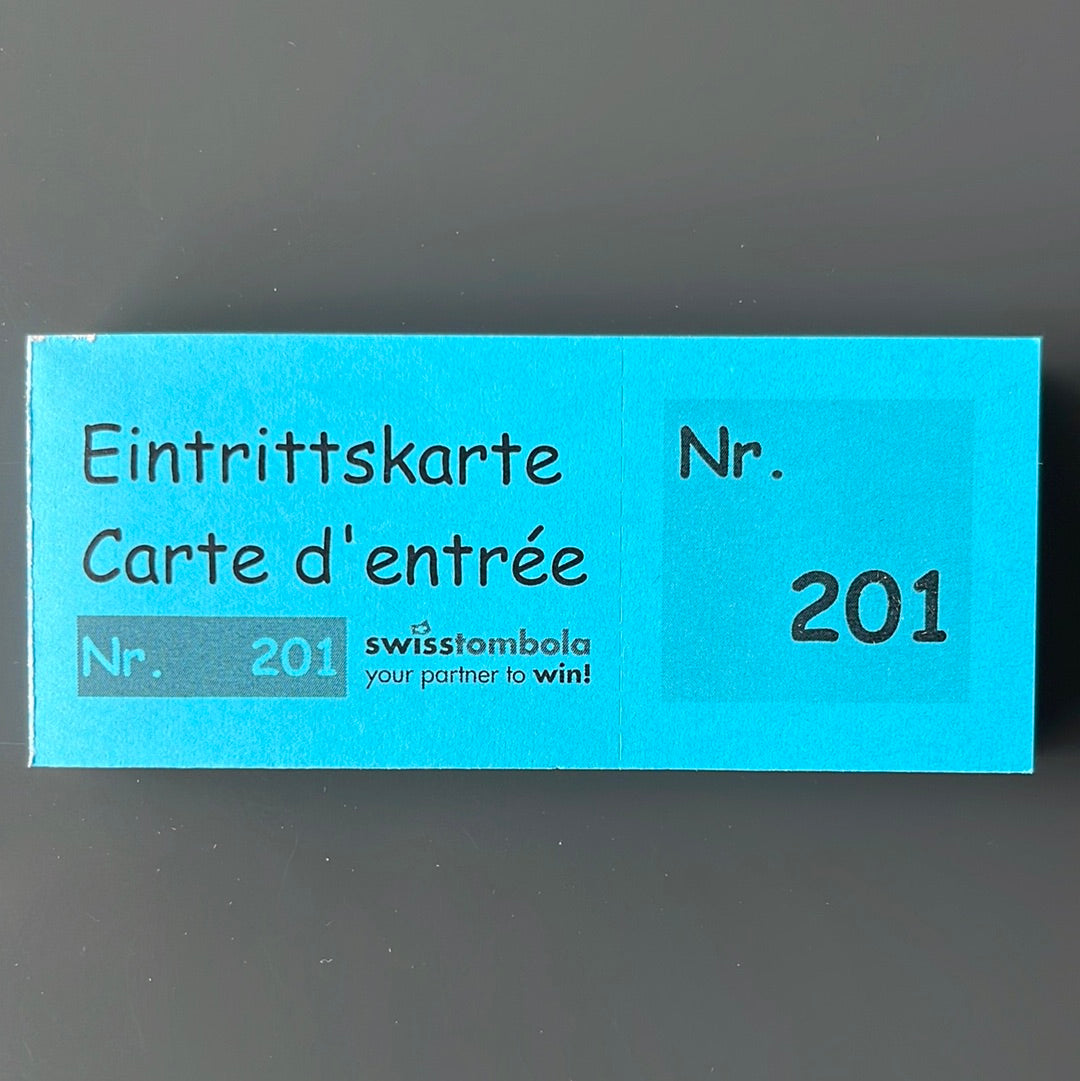 Eintrittskarte
Carte d'entrée
Nr. 201
swisstombola
your partner to win!
Nr.
201